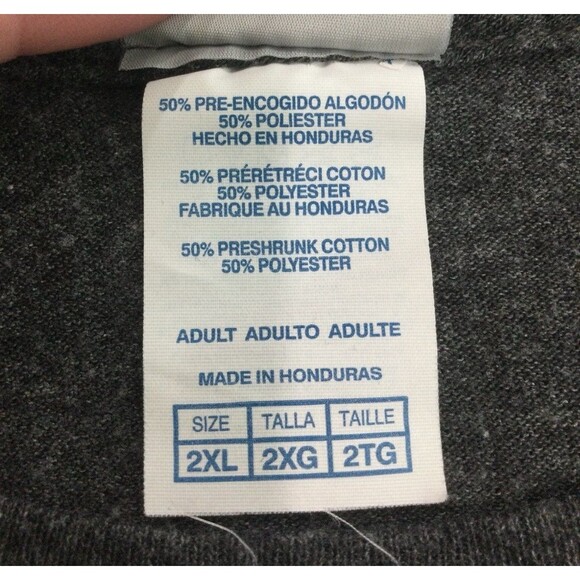 50% PRE-ENCOGIDO ALGODÓN
50% POLIESTER
HECHO EN HONDURAS
50% PRÉRÉTRÉCI COTON
50% POLYESTER
FABRIQUE AU HONDURAS
50% PRESHRUNK COTTON
50% POLYESTER
ADULT ADULTO ADULTE
MADE IN HONDURAS
SIZE TALLA TAILLE
2XL 2XG 2TG